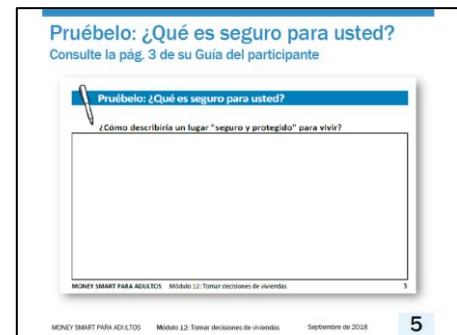 Pruébelo: ¿Qué es seguro para usted?
Consulte la pág. 3 de su Guía del participante
Pruébelo: ¿Qué es seguro para usted?
¿Cómo describiría un lugar "seguro y protegido" para vivir?
MONEY SMART PARA ADULTOS Módulo 12: Tomar decisiones de viviendas 3
MONEY SMART PARA ADULTOS Módulo 12: Tomar decisiones de viviendas Septiembre de 2018 5